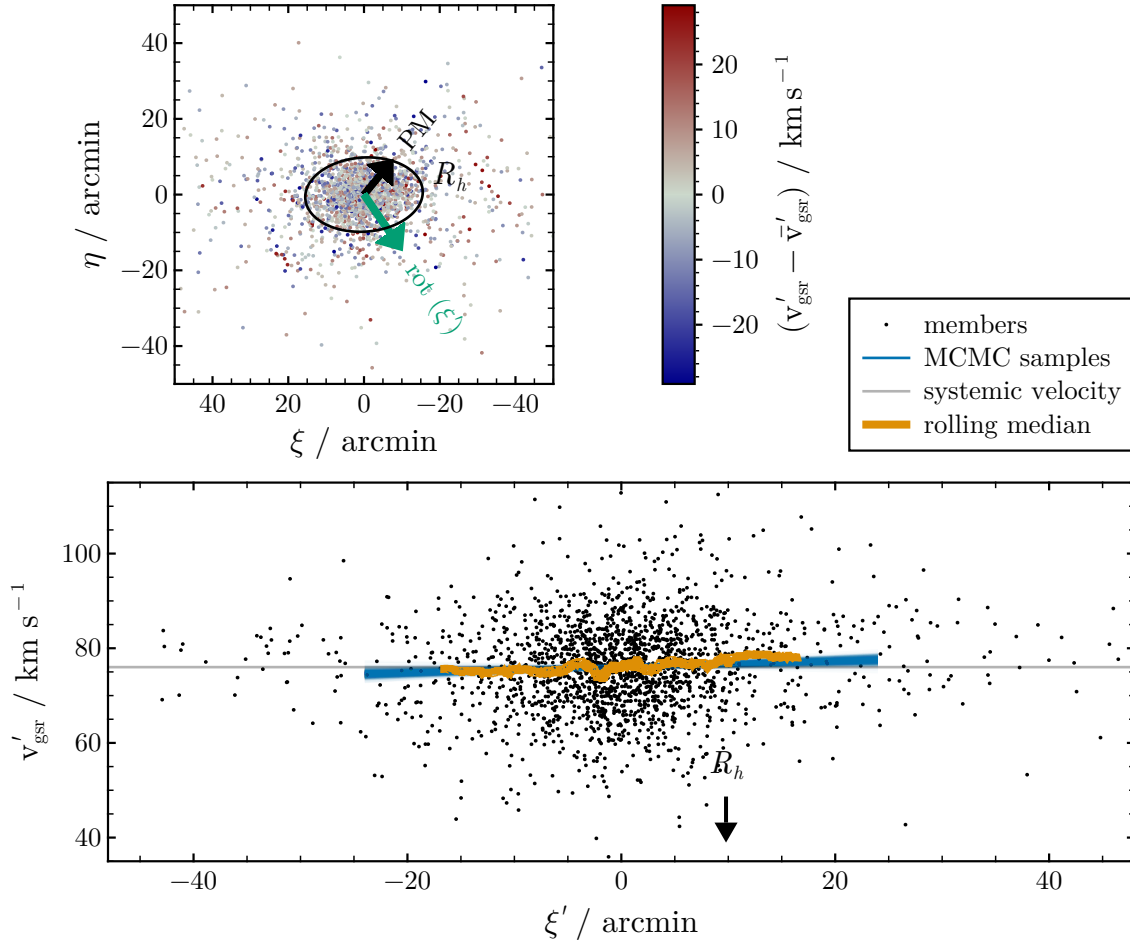 40
20
0
−20
−40
η / arcmin
40 20 0 −20 −40
ξ / arcmin
PM
R_h
rot (ξ′)
20
10
0
−10
−20
(v′_gsr − v̄′_gsr) / km s⁻¹
members
MCMC samples
systemic velocity
rolling median
100
80
60
40
v′_gsr / km s⁻¹
R_h
−40 −20 0 20 40
ξ′ / arcmin